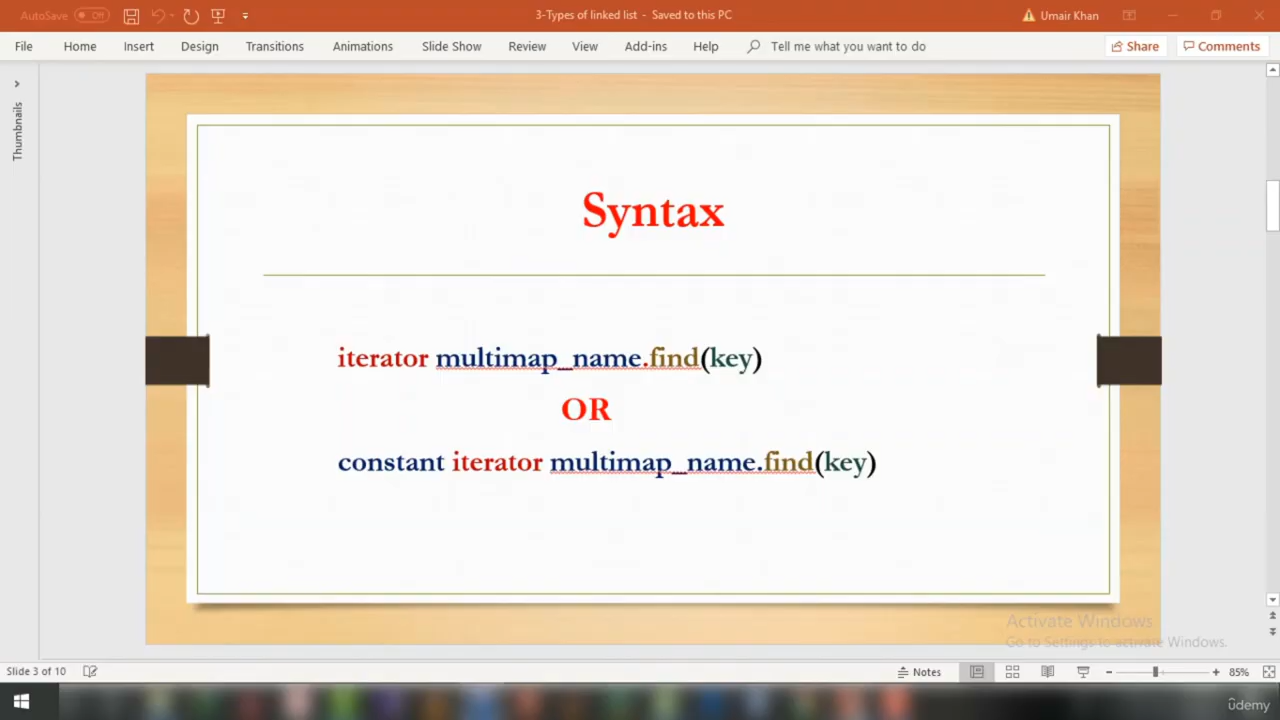 AutoSave Off 3-Types of linked list - Saved to this PC Umair Khan
File Home Insert Design Transitions Animations Slide Show Review View Add-ins Help Tell me what you want to do Share Comments
Thumbnails
Syntax
iterator multimap_name.find(key)
OR
constant iterator multimap_name.find(key)
Activate Windows
Go to Settings to activate Windows.
Slide 3 of 10 Notes 85%
udemy